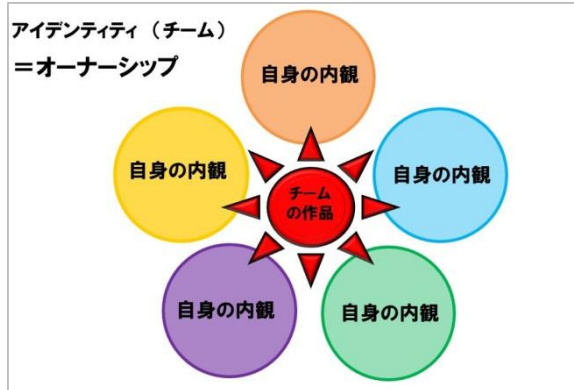 アイデンティティ（チーム）
＝オーナーシップ
自身の内観
自身の内観
自身の内観
チーム
の作品
自身の内観
自身の内観